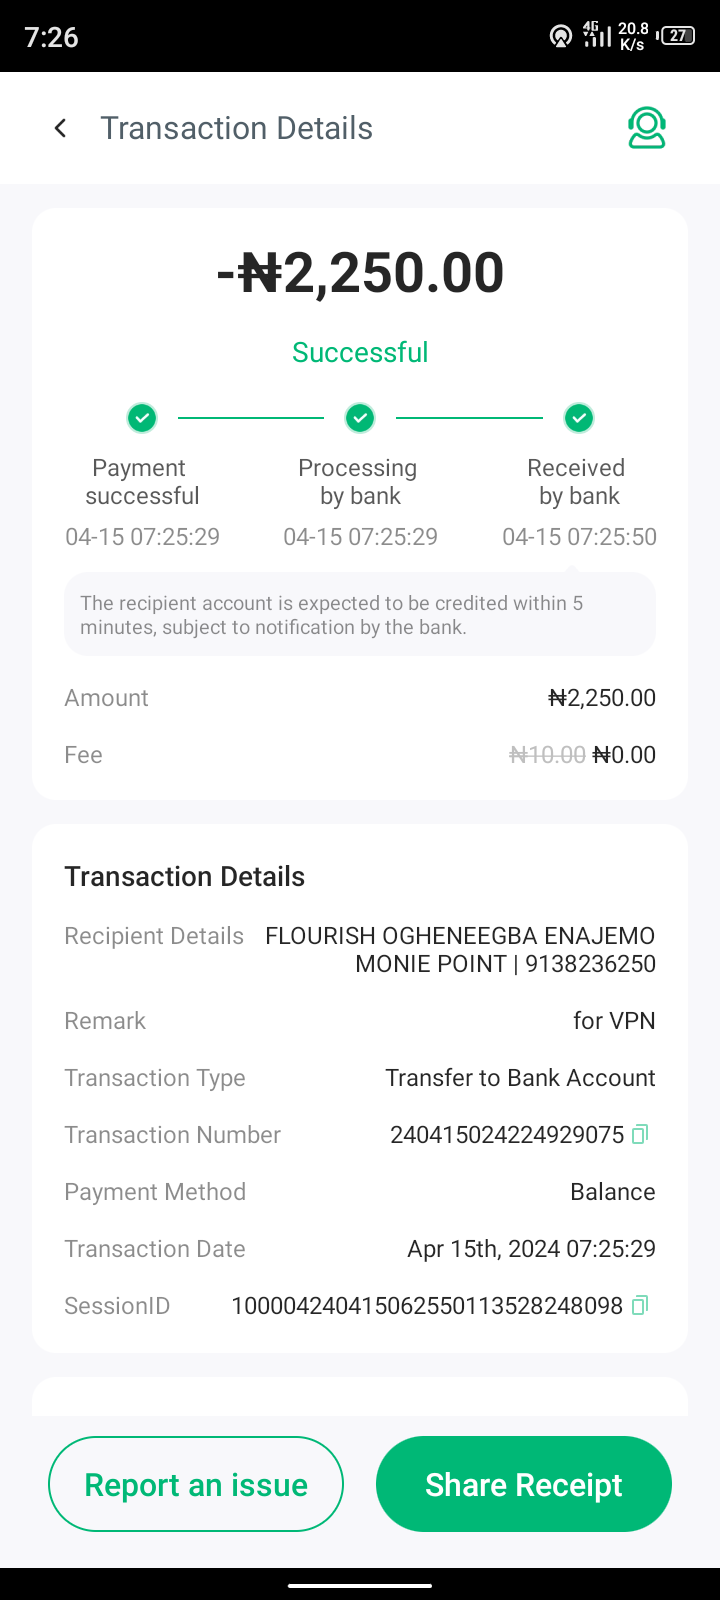 7:26
4G
20.8
K/s
27
Transaction Details
-₦2,250.00
Successful
Payment successful
Processing by bank
Received by bank
04-15 07:25:29
04-15 07:25:29
04-15 07:25:50
The recipient account is expected to be credited within 5
minutes, subject to notification by the bank.
Amount ₦2,250.00
Fee ₦10.00 ₦0.00
Transaction Details
Recipient Details FLOURISH OGHENEEGBA ENAJEMO
MONIE POINT | 9138236250
Remark for VPN
Transaction Type Transfer to Bank Account
Transaction Number 240415024224929075
Payment Method Balance
Transaction Date Apr 15th, 2024 07:25:29
SessionID 100004240415062550113528248098
Report an issue
Share Receipt